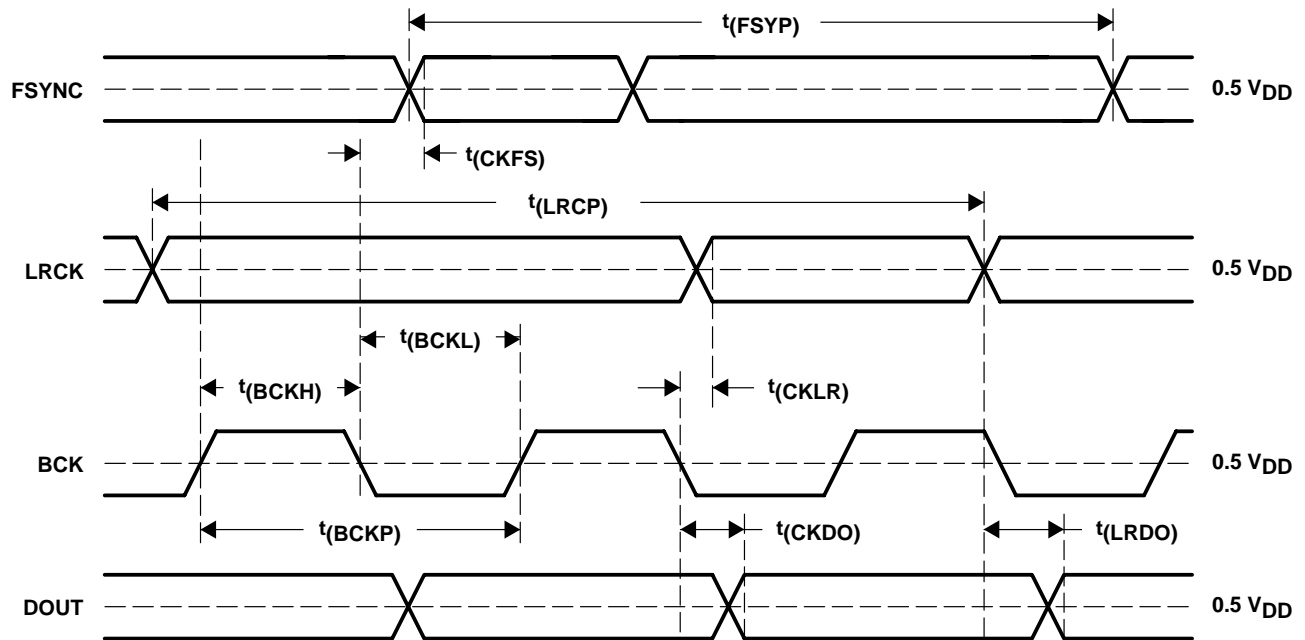 t(FSYP)
FSYNC
0.5 VDD
t(CKFS)
t(LRCP)
LRCK
0.5 VDD
t(BCKL)
t(BCKH)
t(CKLR)
BCK
0.5 VDD
t(BCKP)
t(CKDO)
t(LRDO)
DOUT
0.5 VDD